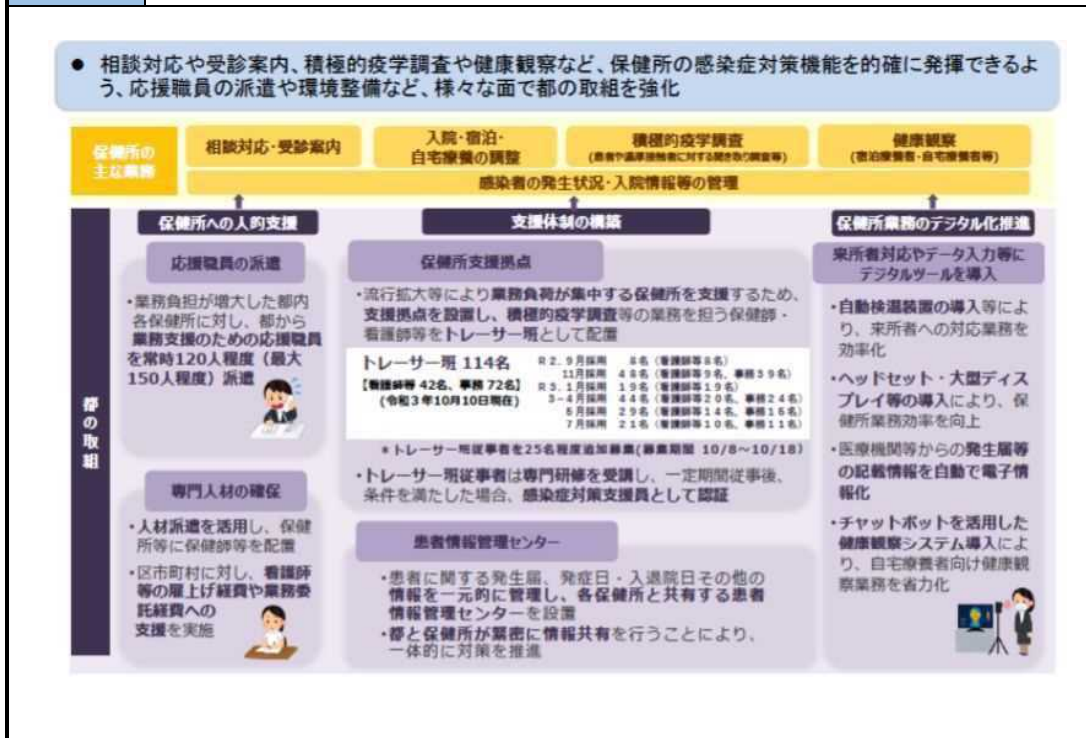 ● 相談対応や受診案内、積極的疫学調査や健康観察など、保健所の感染症対策機能を的確に発揮できるよ
う、応援職員の派遣や環境整備など、様々な面で都の取組を強化
保健所の
主な業務
相談対応・受診案内
入院・宿泊・
自宅療養の調整
積極的疫学調査
(患者や濃厚接触者に対する聞き取り調査等)
健康観察
(宿泊療養者・自宅療養者等)
感染者の発生状況・入院情報等の管理
都の取組
保健所への人的支援
応援職員の派遣
・業務負担が増大した都内
各保健所に対し、都から
業務支援のための応援職員
を常時120人程度(最大
150人程度)派遣
専門人材の確保
・人材派遣を活用し、保健
所等に保健師等を配置
・区市町村に対し、看護師
等の雇上げ経費や業務委
託経費への
支援を実施
支援体制の構築
保健所支援拠点
・流行拡大等により業務負荷が集中する保健所を支援するため、
支援拠点を設置し、積極的疫学調査等の業務を担う保健師・
看護師等をトレーサー班として配置
トレーサー班 114名
【看護師等 42名、事務 72名】
(令和3年10月10日現在)
R2.9月採用 8名(看護師等8名)
11月採用 48名(看護師等9名、事務39名)
R3.1月採用 19名(看護師等19名)
3-4月採用 44名(看護師等20名、事務24名)
6月採用 29名(看護師等14名、事務15名)
7月採用 21名(看護師等10名、事務11名)
*トレーサー班従事者を25名程度追加募集(募集期間 10/8~10/18)
・トレーサー班従事者は専門研修を受講し、一定期間従事後、
条件を満たした場合、感染症対策支援員として認証
患者情報管理センター
・患者に関する発生届、発症日・入退院日その他の
情報を一元的に管理し、各保健所と共有する患者
情報管理センターを設置
・都と保健所が緊密に情報共有を行うことにより、
一体的に対策を推進
保健所業務のデジタル化推進
来所者対応やデータ入力等に
デジタルツールを導入
・自動検温装置の導入等によ
り、来所者への対応業務を
効率化
・ヘッドセット・大型ディス
プレイ等の導入により、保
健所業務効率を向上
・医療機関等からの発生届等
の記載情報を自動で電子情
報化
・チャットボットを活用した
健康観察システム導入によ
り、自宅療養者向け健康観
察業務を省力化